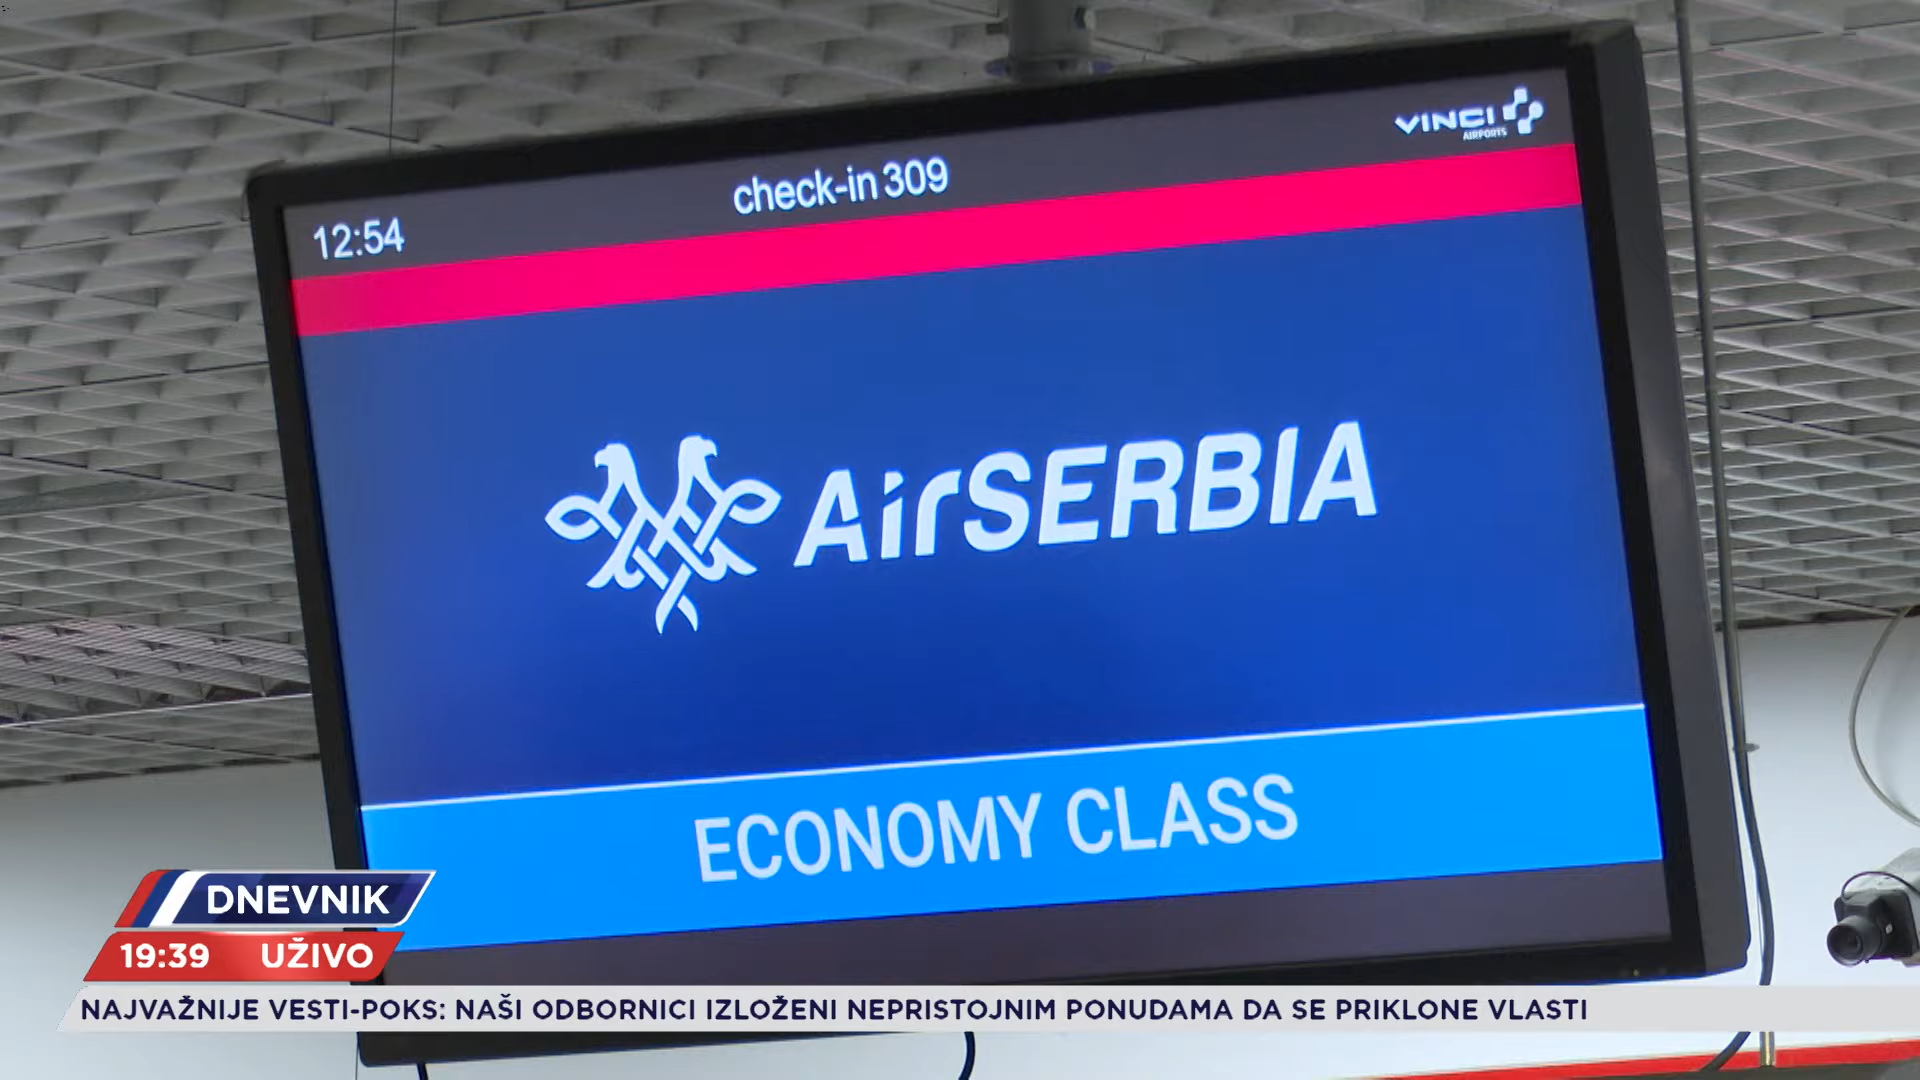 VINCI
AIRPORTS
check-in 309
12:54
AirSERBIA
ECONOMY CLASS
DNEVNIK
19:39 UŽIVO
NAJVAŽNIJE VESTI-POKS: NAŠI ODBORNICI IZLOŽENI NEPRISTOJNIM PONUDAMA DA SE PRIKLONE VLASTI